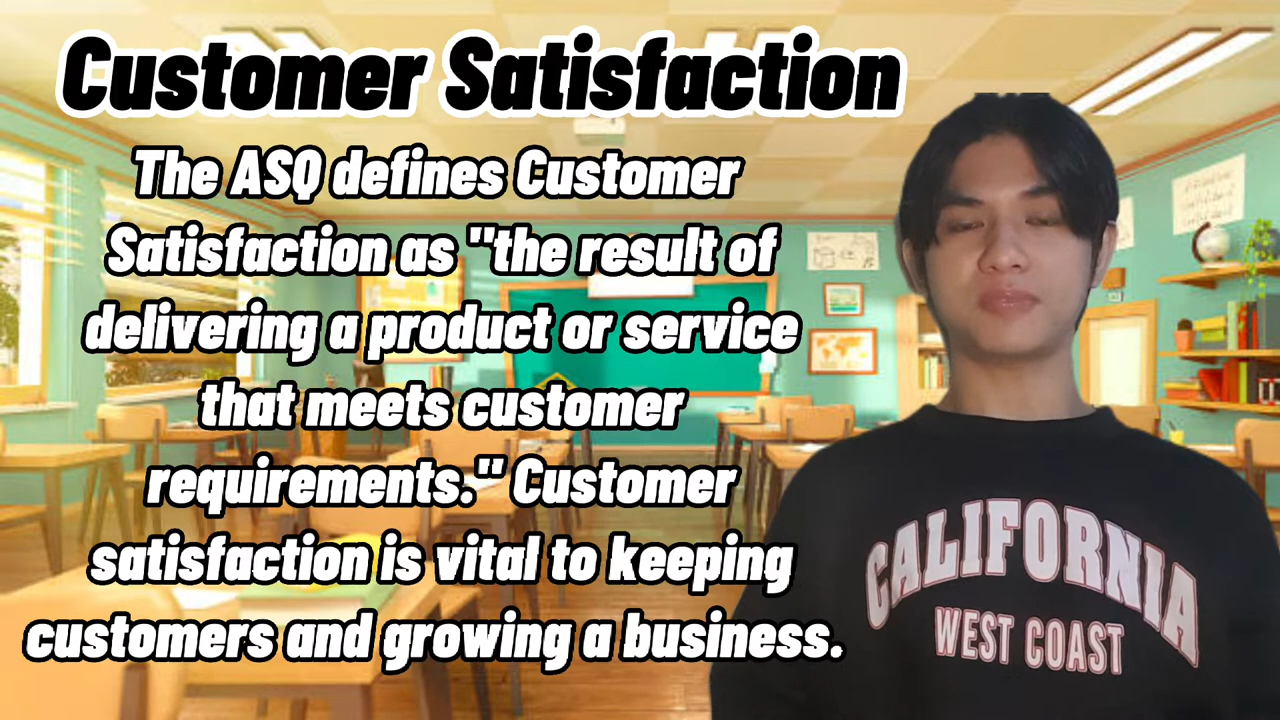 Customer Satisfaction
The ASQ defines Customer
Satisfaction as "the result of
delivering a product or service
that meets customer
requirements." Customer
satisfaction is vital to keeping
customers and growing a business.
CALIFORNIA
WEST COAST